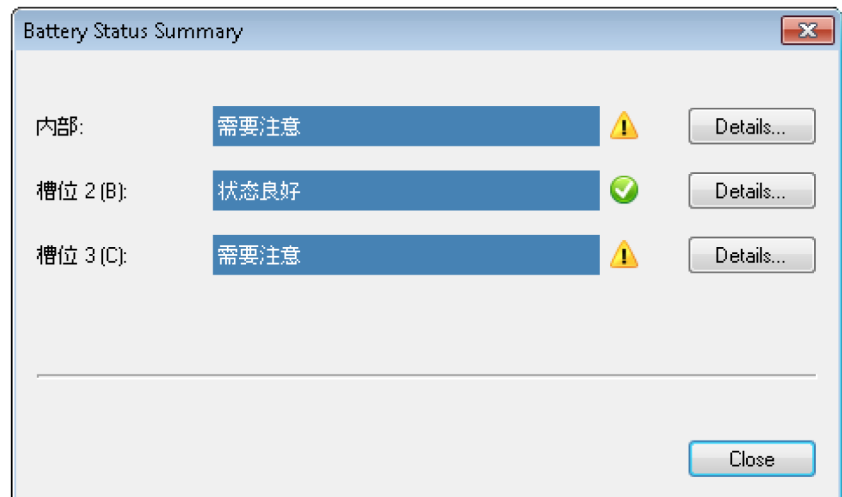 Battery Status Summary
内部: 需要注意 Details...
槽位 2 (B): 状态良好 Details...
槽位 3 (C): 需要注意 Details...
Close